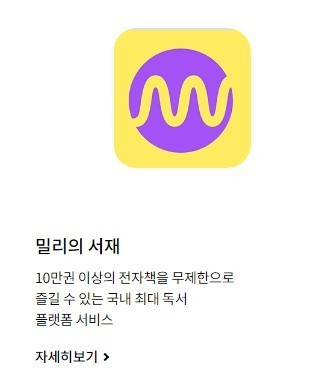 밀리의 서재
10만권 이상의 전자책을 무제한으로
즐길 수 있는 국내 최대 독서
플랫폼 서비스
자세히보기 >